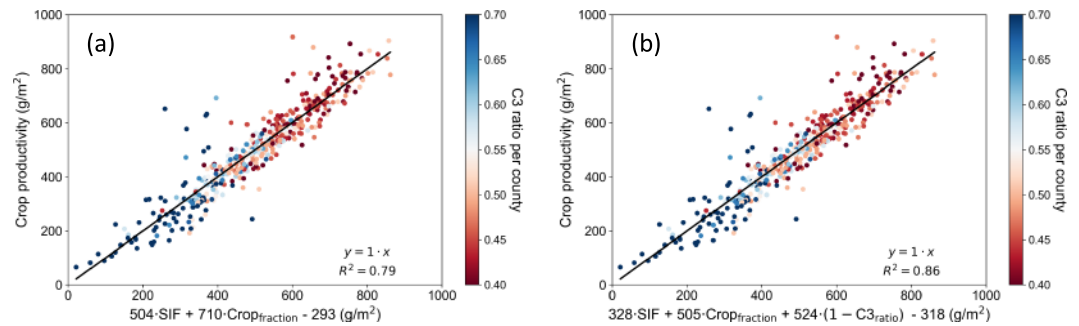 (a)
1000
800
600
400
200
0
Crop productivity (g/m²)
0 200 400 600 800 1000
504·SIF + 710·Crop_fraction - 293 (g/m²)
y = 1 · x
R² = 0.79
0.70
0.65
0.60
0.55
0.50
0.45
0.40
C3 ratio per
county
(b)
1000
800
600
400
200
0
Crop productivity (g/m²)
0 200 400 600 800 1000
328·SIF + 505·Crop_fraction + 524·(1 − C3_ratio) - 318 (g/m²)
y = 1 · x
R² = 0.86
0.70
0.65
0.60
0.55
0.50
0.45
0.40
C3 ratio per
county